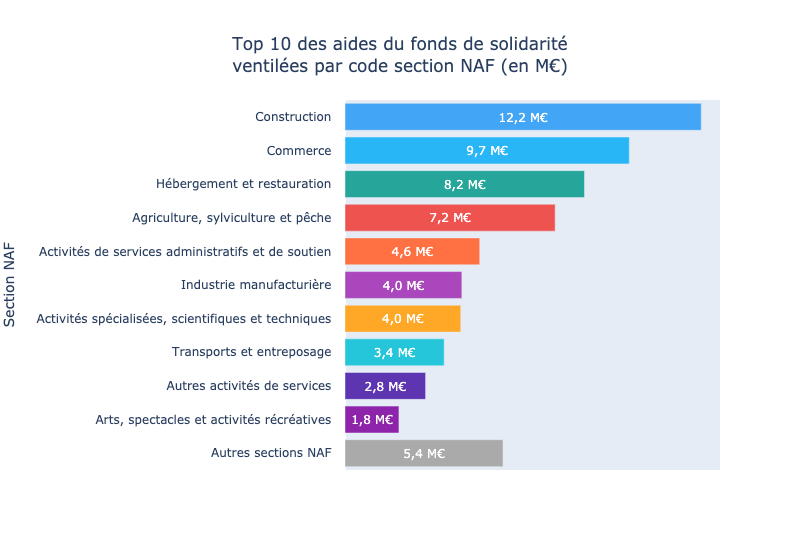 Top 10 des aides du fonds de solidarité
ventilées par code section NAF (en M€)
Section NAF
Construction 12,2 M€
Commerce 9,7 M€
Hébergement et restauration 8,2 M€
Agriculture, sylviculture et pêche 7,2 M€
Activités de services administratifs et de soutien 4,6 M€
Industrie manufacturière 4,0 M€
Activités spécialisées, scientifiques et techniques 4,0 M€
Transports et entreposage 3,4 M€
Autres activités de services 2,8 M€
Arts, spectacles et activités récréatives 1,8 M€
Autres sections NAF 5,4 M€